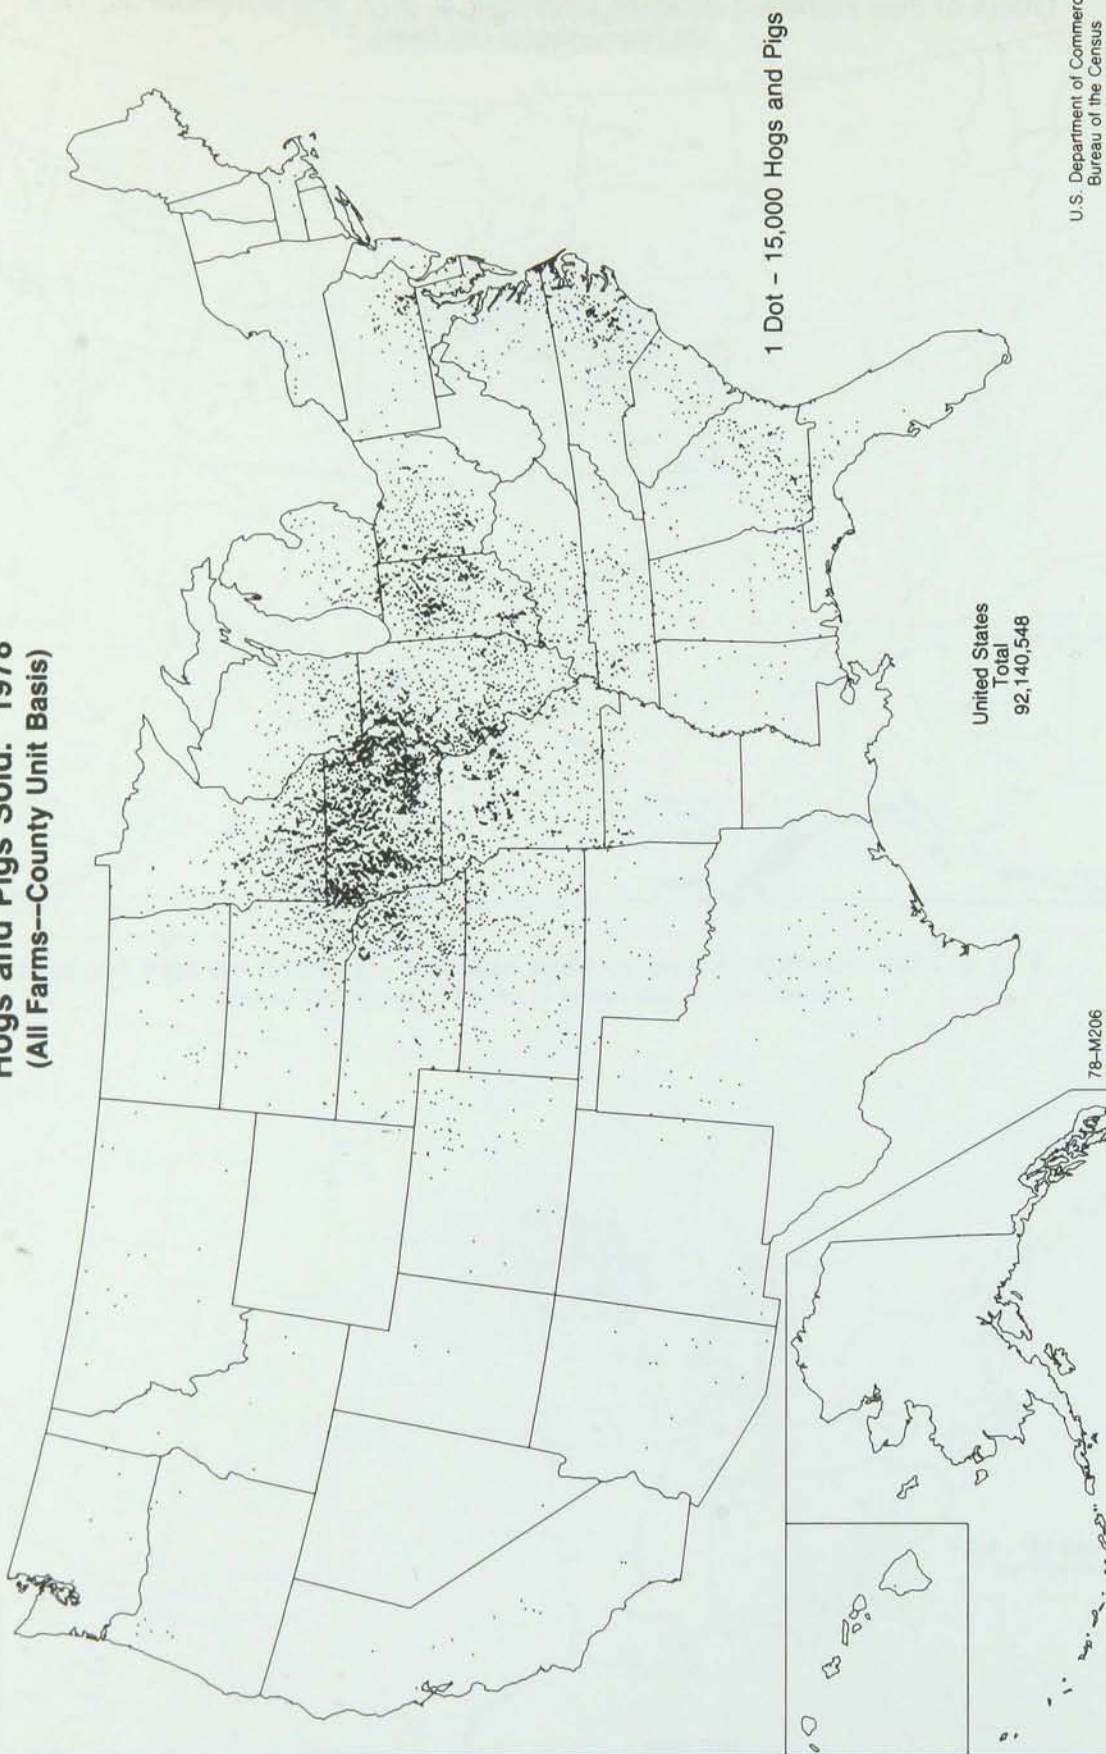 Hogs and Pigs Sold: 1978
(All Farms--County Unit Basis)
1 Dot - 15,000 Hogs and Pigs
United States
Total
92,140,548
78-M206
U.S. Department of Commerce
Bureau of the Census